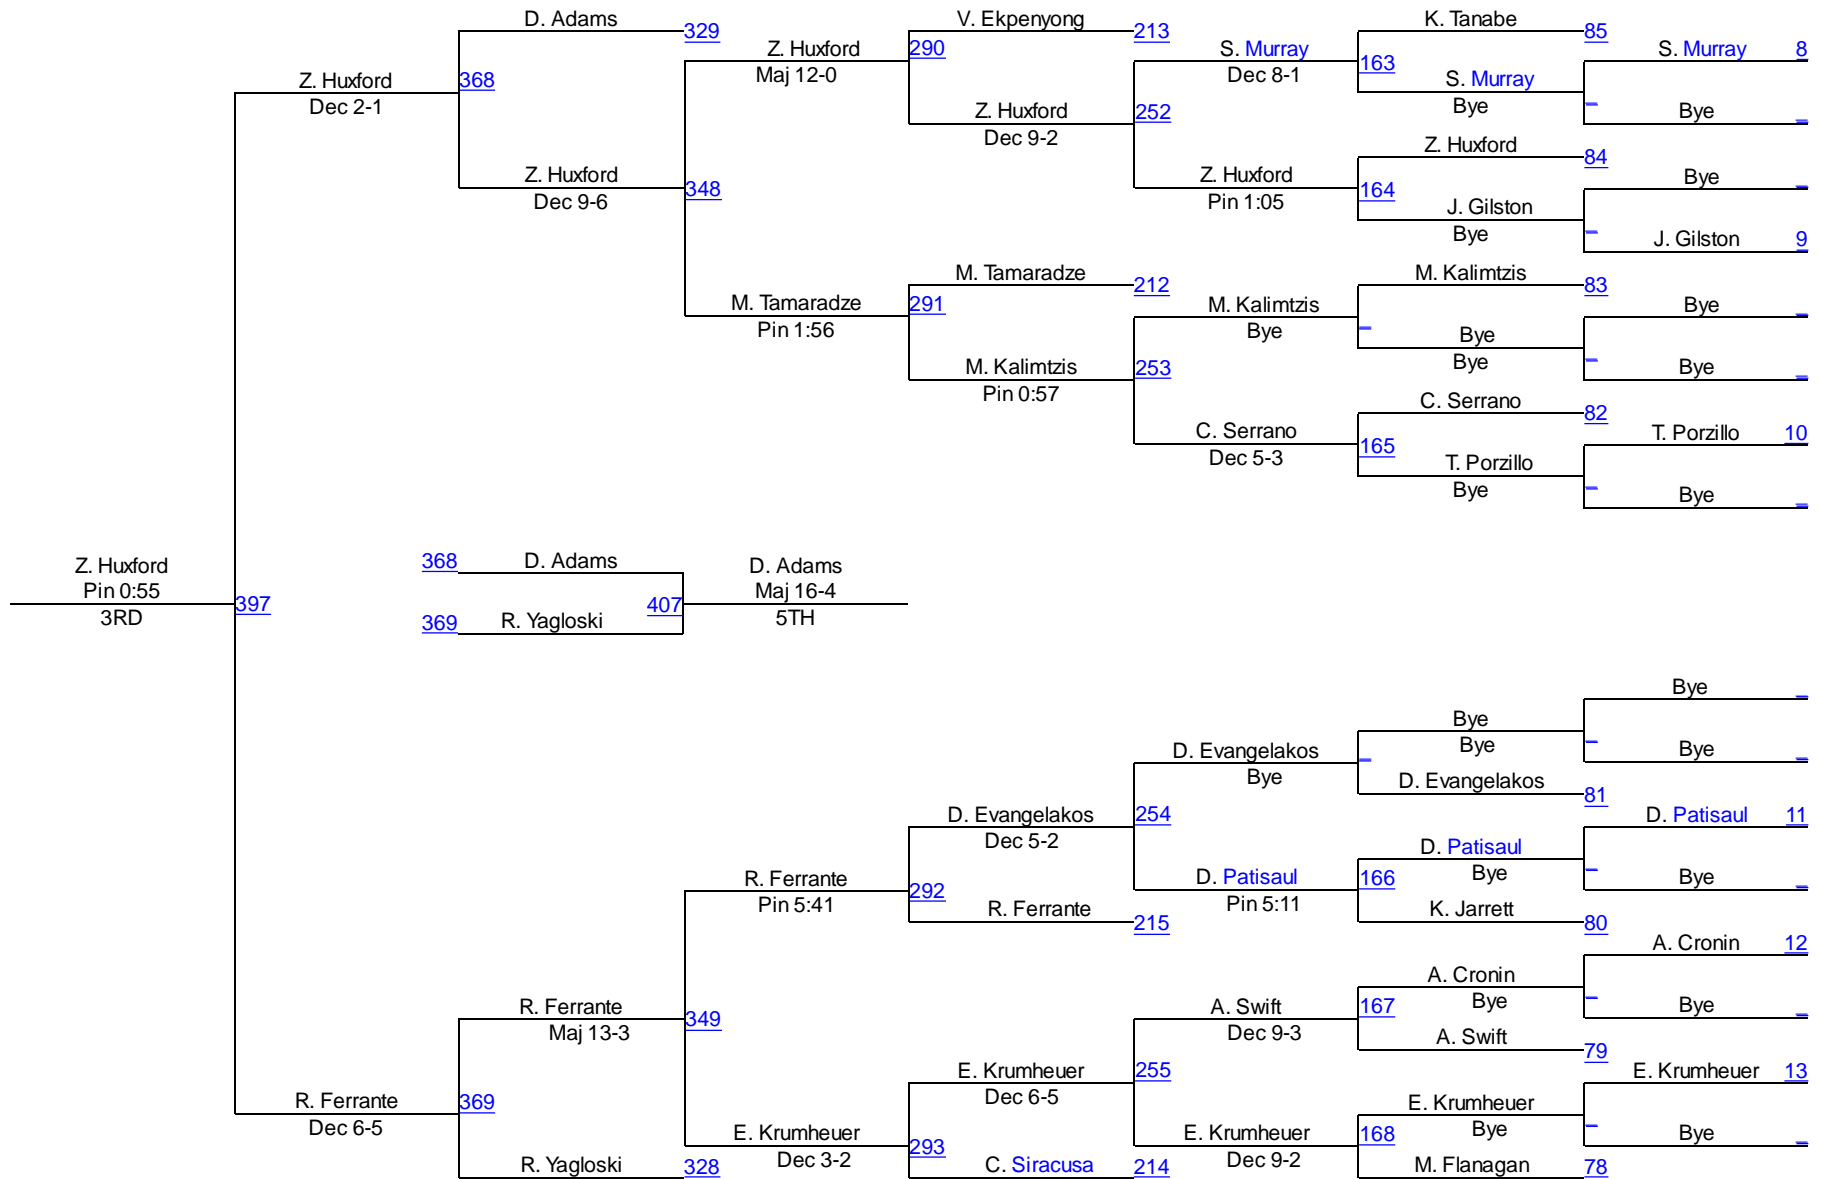 D. Adams
329
V. Ekpenyong
213
K. Tanabe
85
Z. Huxford
Maj 12-0
290
S. Murray
Dec 8-1
163
S. Murray 8
Z. Huxford
Dec 2-1
368
S. Murray
Bye
_
Bye _
Z. Huxford
Dec 9-2
252
Z. Huxford
84
Z. Huxford
Dec 9-6
348
Z. Huxford
Pin 1:05
164
Bye _
J. Gilston
Bye
_
J. Gilston 9
M. Tamaradze
212
M. Kalimtzis
83
M. Tamaradze
Pin 1:56
291
M. Kalimtzis
Bye
_
Bye _
Bye
Bye
_
Bye _
M. Kalimtzis
Pin 0:57
253
C. Serrano
82
C. Serrano
Dec 5-3
165
T. Porzillo 10
T. Porzillo
Bye
_
Bye _
Z. Huxford
Pin 0:55
3RD
397
368 D. Adams
369 R. Yagloski
407
D. Adams
Maj 16-4
5TH
Bye _
Bye
Bye
_
Bye _
D. Evangelakos
Bye
_
D. Evangelakos
81
D. Evangelakos
Dec 5-2
254
D. Patisaul 11
D. Patisaul
Bye
_
Bye _
R. Ferrante
Pin 5:41
292
D. Patisaul
Pin 5:11
166
R. Ferrante
215
K. Jarrett
80
A. Cronin 12
A. Cronin
Bye
_
Bye _
R. Ferrante
Maj 13-3
349
A. Swift
Dec 9-3
167
A. Swift
79
E. Krumheuer
Dec 6-5
255
E. Krumheuer 13
R. Ferrante
Dec 6-5
369
E. Krumheuer
Bye
_
Bye _
E. Krumheuer
Dec 3-2
293
E. Krumheuer
Dec 9-2
168
R. Yagloski
328
C. Siracusa
214
M. Flanagan
78